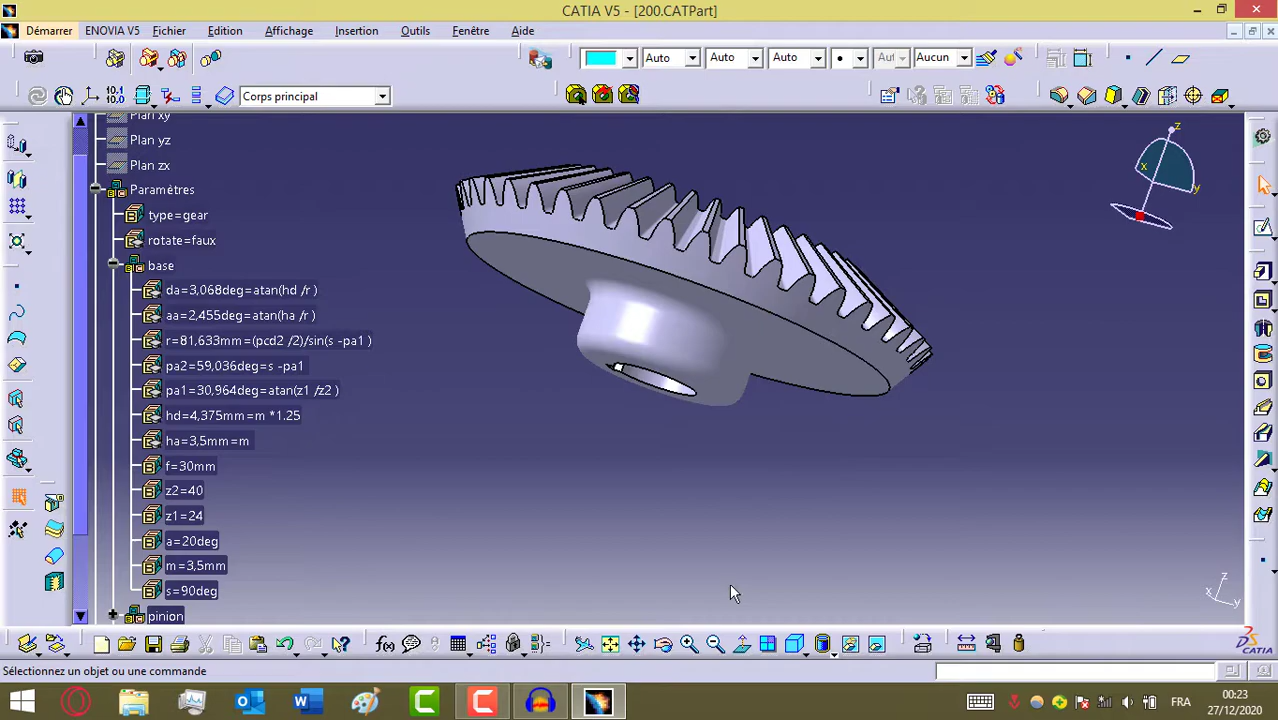 CATIA V5 - [200.CATPart]
Démarrer ENOVIA V5 Fichier Edition Affichage Insertion Outils Fenêtre Aide
Auto Auto Auto Aut Aucun
10,0
Corps principal
Plan xy
Plan yz
Plan zx
Paramètres
type=gear
rotate=faux
base
da=3,068deg=atan(hd /r )
aa=2,455deg=atan(ha /r )
r=81,633mm=(pcd2 /2)/sin(s -pa1 )
pa2=59,036deg=s -pa1
pa1=30,964deg=atan(z1 /z2 )
hd=4,375mm=m *1.25
ha=3,5mm=m
f=30mm
z2=40
z1=24
a=20deg
m=3,5mm
s=90deg
pinion
z
x
y
z
x
y
f(x)
CATIA
Sélectionnez un objet ou une commande
FRA
00:23
27/12/2020